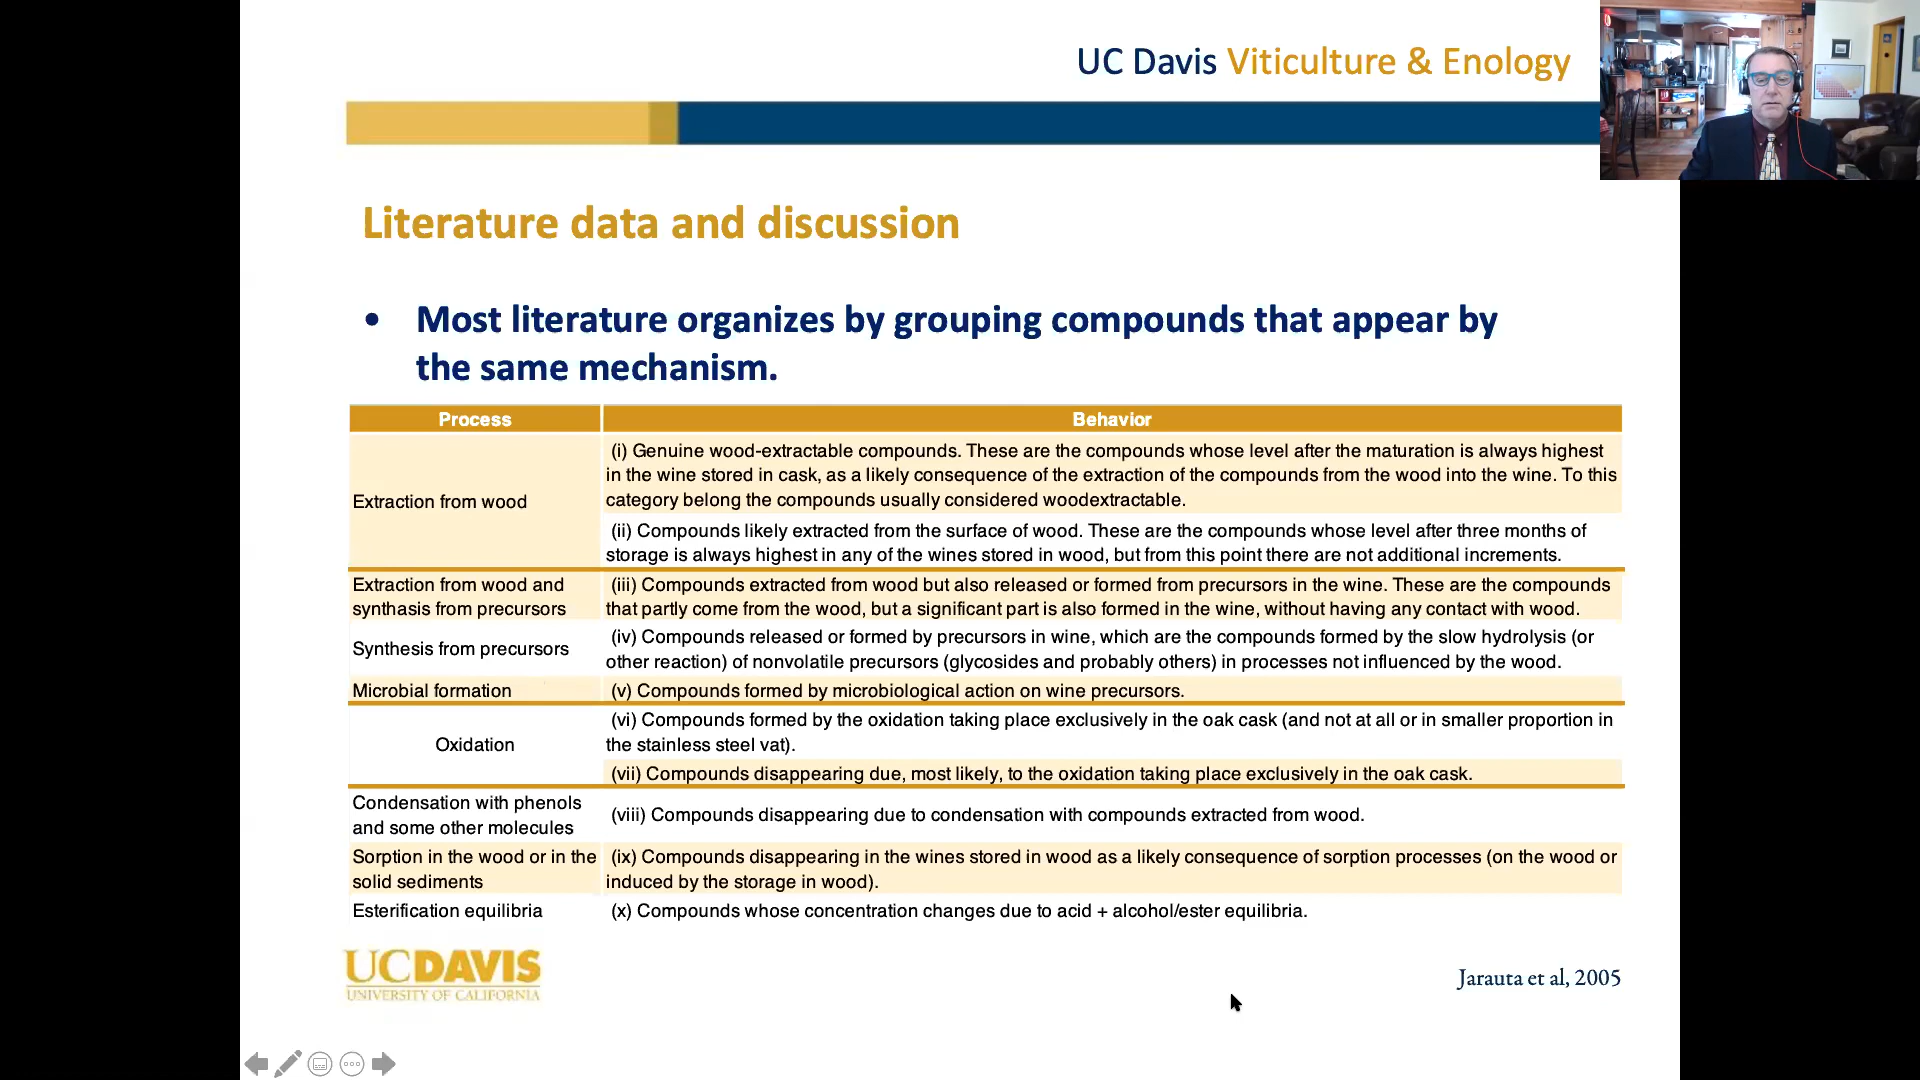 UC Davis Viticulture & Enology
Literature data and discussion
• Most literature organizes by grouping compounds that appear by
the same mechanism.
Process
Behavior
Extraction from wood
(i) Genuine wood-extractable compounds. These are the compounds whose level after the maturation is always highest
in the wine stored in cask, as a likely consequence of the extraction of the compounds from the wood into the wine. To this
category belong the compounds usually considered woodextractable.
(ii) Compounds likely extracted from the surface of wood. These are the compounds whose level after three months of
storage is always highest in any of the wines stored in wood, but from this point there are not additional increments.
Extraction from wood and
synthasis from precursors
(iii) Compounds extracted from wood but also released or formed from precursors in the wine. These are the compounds
that partly come from the wood, but a significant part is also formed in the wine, without having any contact with wood.
Synthesis from precursors
(iv) Compounds released or formed by precursors in wine, which are the compounds formed by the slow hydrolysis (or
other reaction) of nonvolatile precursors (glycosides and probably others) in processes not influenced by the wood.
Microbial formation
(v) Compounds formed by microbiological action on wine precursors.
Oxidation
(vi) Compounds formed by the oxidation taking place exclusively in the oak cask (and not at all or in smaller proportion in
the stainless steel vat).
(vii) Compounds disappearing due, most likely, to the oxidation taking place exclusively in the oak cask.
Condensation with phenols
and some other molecules
(viii) Compounds disappearing due to condensation with compounds extracted from wood.
Sorption in the wood or in the
solid sediments
(ix) Compounds disappearing in the wines stored in wood as a likely consequence of sorption processes (on the wood or
induced by the storage in wood).
Esterification equilibria
(x) Compounds whose concentration changes due to acid + alcohol/ester equilibria.
UCDAVIS
UNIVERSITY OF CALIFORNIA
Jarauta et al, 2005